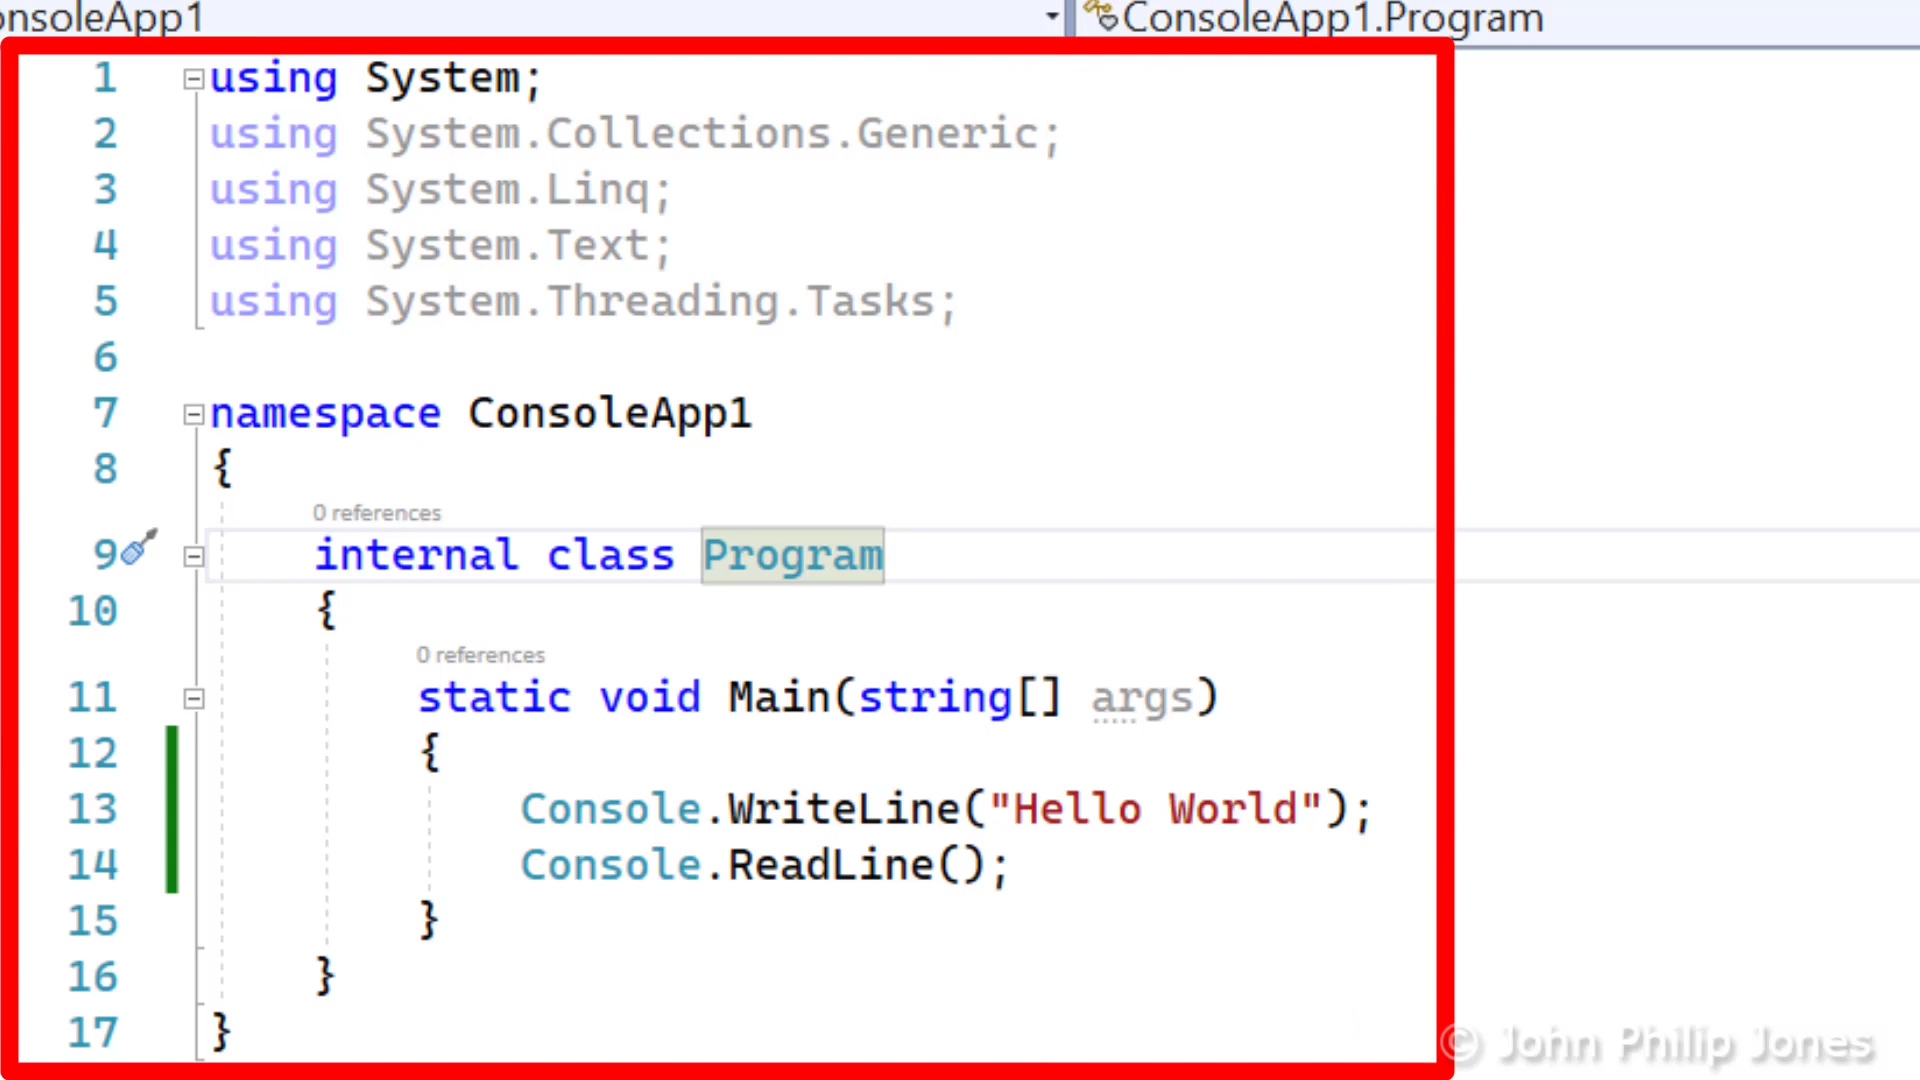 onsoleApp1
ConsoleApp1.Program
1 using System;
2 using System.Collections.Generic;
3 using System.Linq;
4 using System.Text;
5 using System.Threading.Tasks;
6
7 namespace ConsoleApp1
8 {
0 references
9 internal class Program
10 {
0 references
11 static void Main(string[] args)
12 {
13 Console.WriteLine("Hello World");
14 Console.ReadLine();
15 }
16 }
17 }
© John Philip Jones